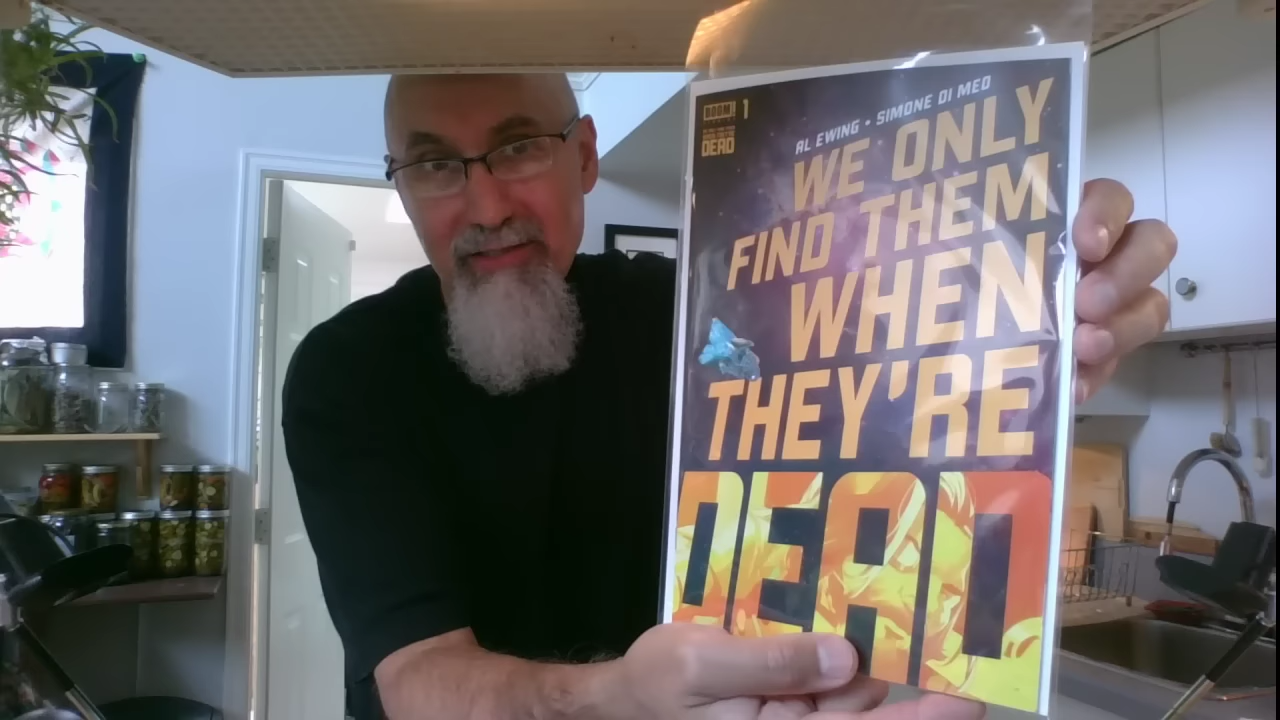 BOOM!
1
DEAD
AL EWING • SIMONE DI MEO
WE ONLY
FIND THEM
WHEN
THEY'RE
DEAD